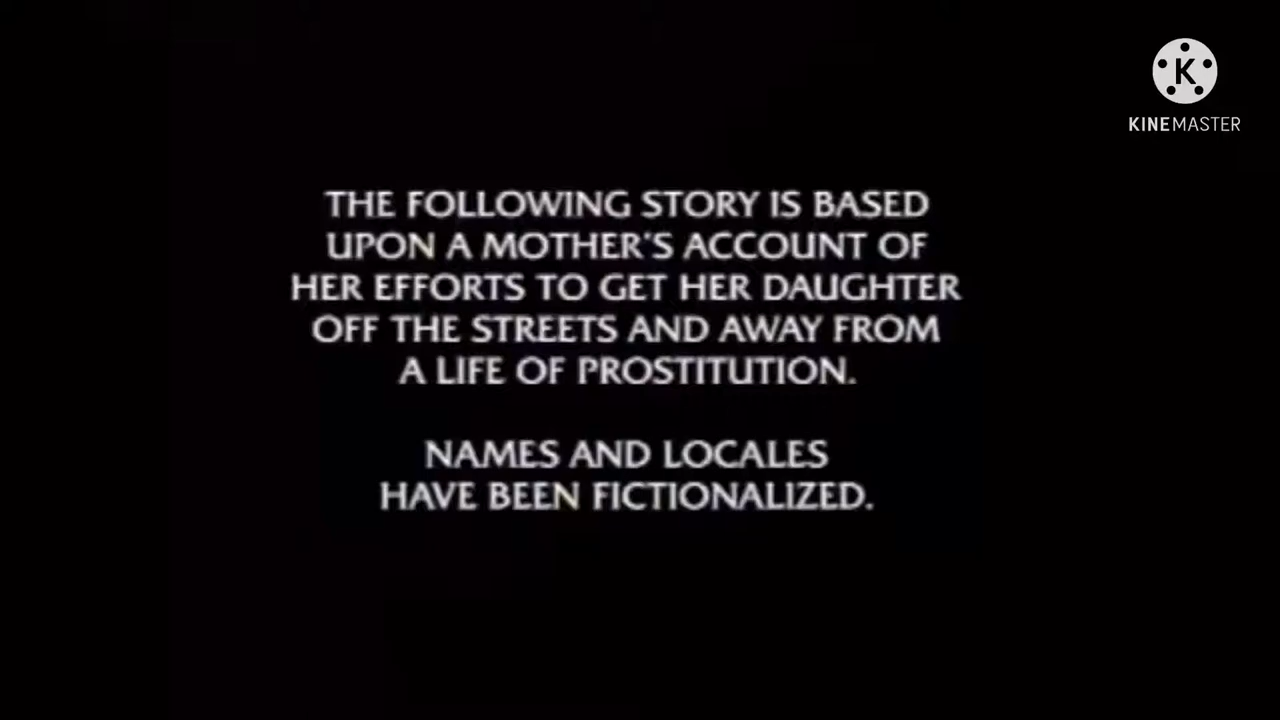 K
KINEMASTER
THE FOLLOWING STORY IS BASED
UPON A MOTHER'S ACCOUNT OF
HER EFFORTS TO GET HER DAUGHTER
OFF THE STREETS AND AWAY FROM
A LIFE OF PROSTITUTION.
NAMES AND LOCALES
HAVE BEEN FICTIONALIZED.